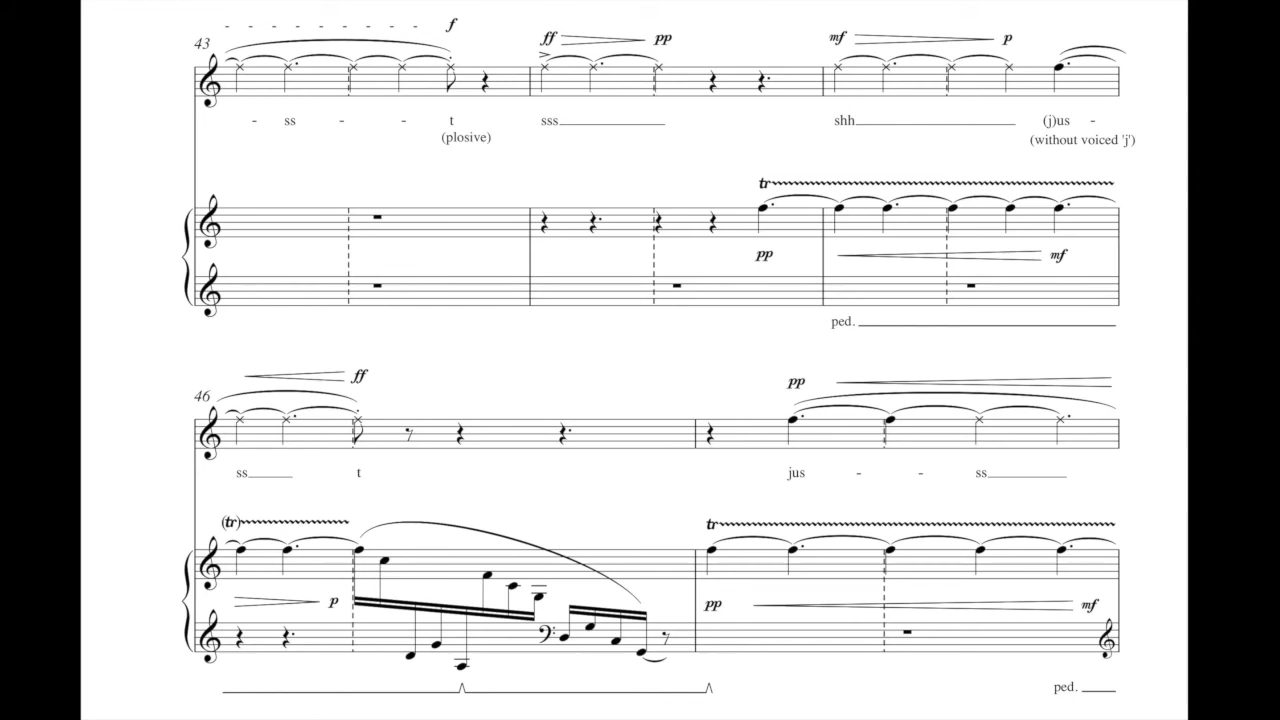 - - - - - - - - - f
43
ff pp mf p
- ss - - t sss shh (j)us -
(plosive) (without voiced 'j')
tr
pp mf
ped.
ff
46
pp
ss t jus - - ss
(tr) tr
p pp mf
ped.